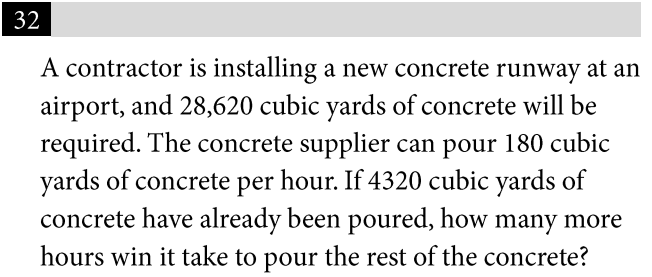 32
A contractor is installing a new concrete runway at an
airport, and 28,620 cubic yards of concrete will be
required. The concrete supplier can pour 180 cubic
yards of concrete per hour. If 4320 cubic yards of
concrete have already been poured, how many more
hours win it take to pour the rest of the concrete?